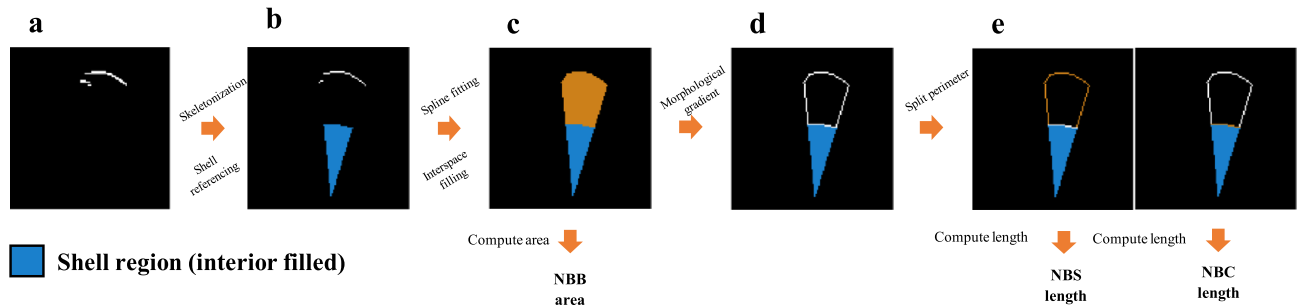 a
b
c
d
e
Skeletonization
Shell
referencing
Spline fitting
Interspace
filling
Morphological
gradient
Split perimeter
Compute area
NBB
area
Compute length
NBS
length
Compute length
NBC
length
Shell region (interior filled)